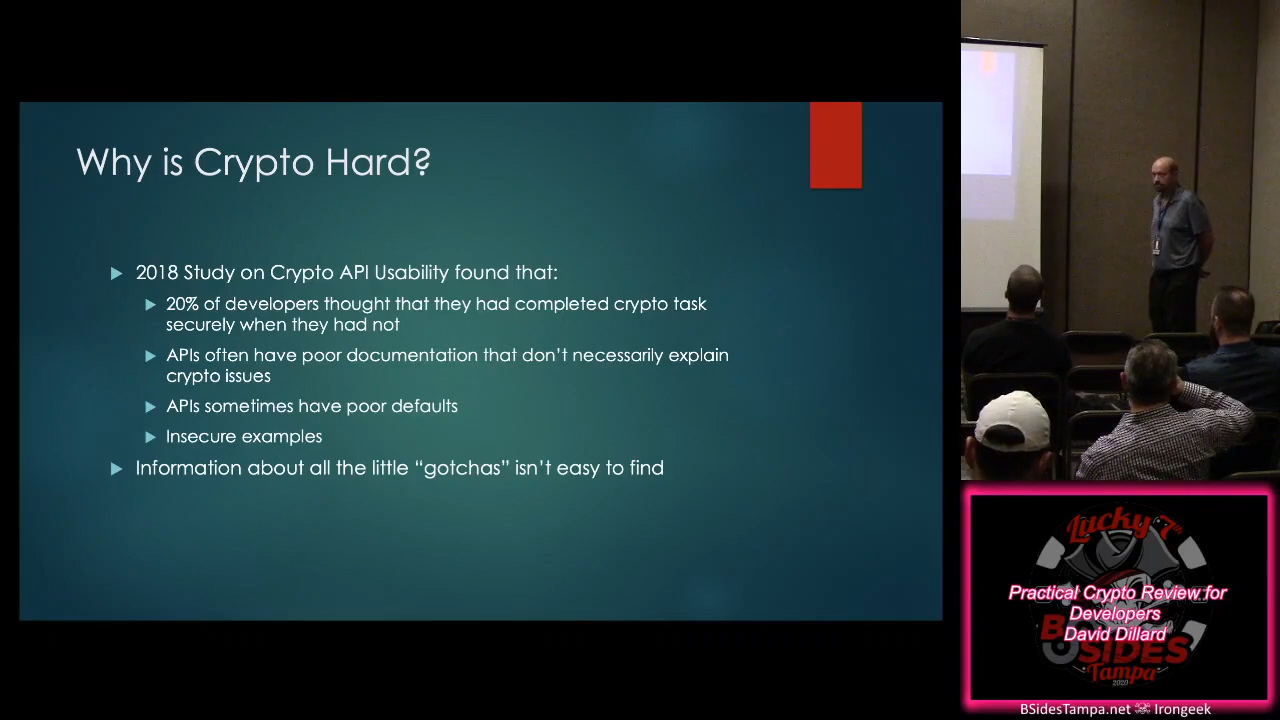 Why is Crypto Hard?
2018 Study on Crypto API Usability found that:
20% of developers thought that they had completed crypto task
securely when they had not
APIs often have poor documentation that don't necessarily explain
crypto issues
APIs sometimes have poor defaults
Insecure examples
Information about all the little “gotchas” isn't easy to find
Lucky 7th
Practical Crypto Review for
Developers
David Dillard
BSIDES
Tampa
2020
BSidesTampa.net Irongeek